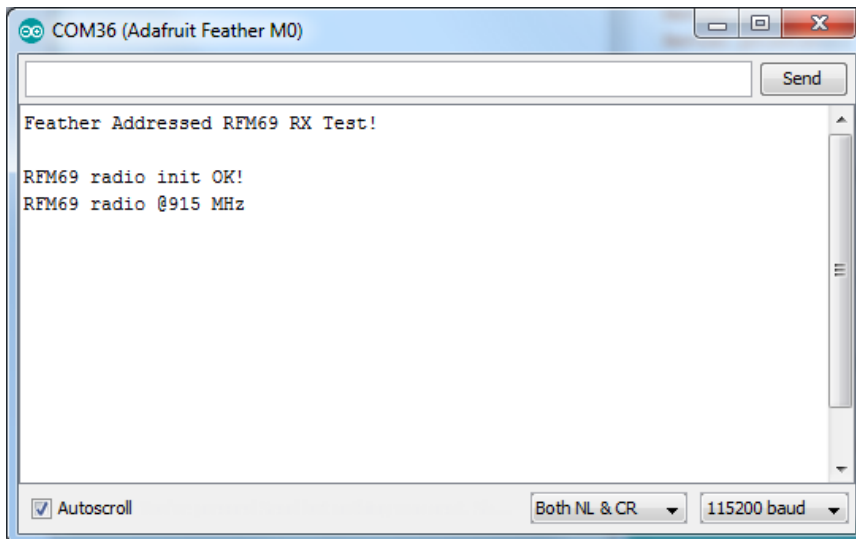 COM36 (Adafruit Feather M0)
Send
Feather Addressed RFM69 RX Test!
RFM69 radio init OK!
RFM69 radio @915 MHz
Autoscroll
Both NL & CR
115200 baud